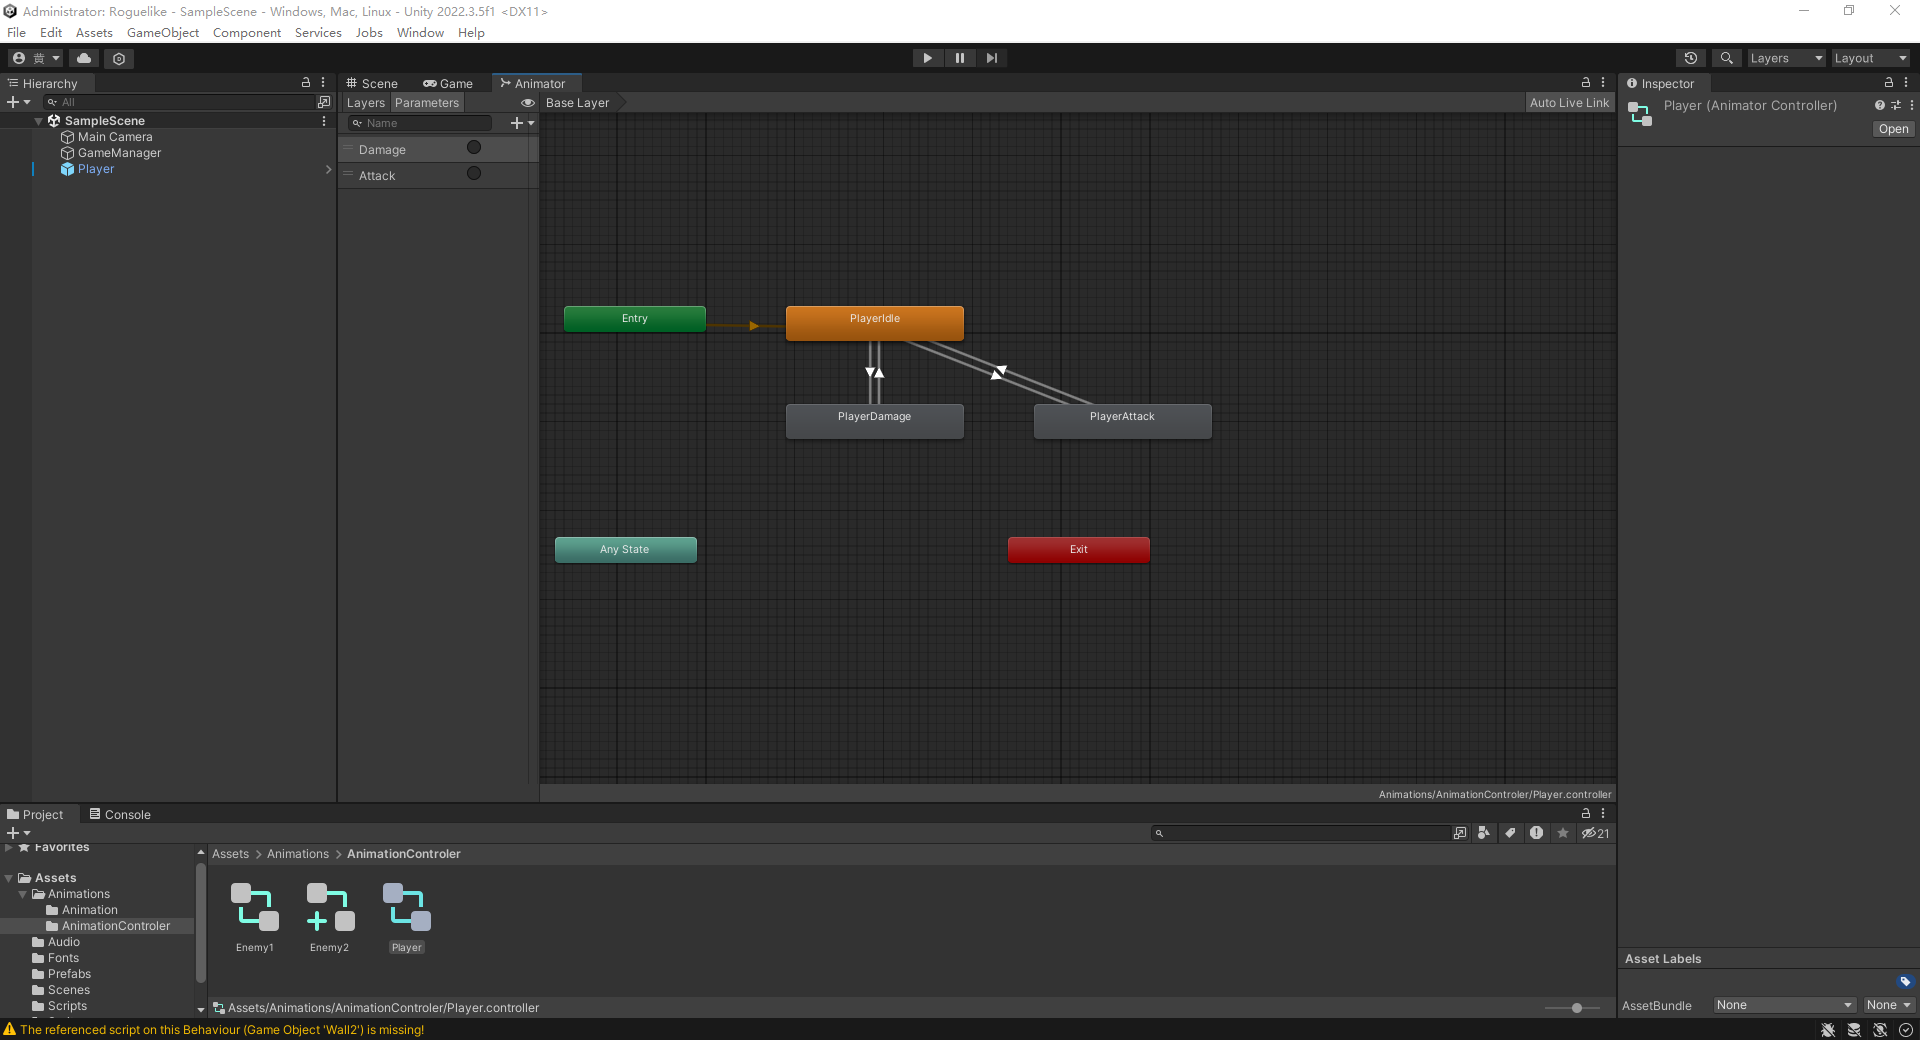 Administrator: Roguelike - SampleScene - Windows, Mac, Linux - Unity 2022.3.5f1 <DX11>
File Edit Assets GameObject Component Services Jobs Window Help
黄 Layers Layout
Hierarchy
All
SampleScene
Main Camera
GameManager
Player
Scene Game Animator
Layers Parameters Base Layer Auto Live Link
Name
Damage
Attack
Entry
PlayerIdle
PlayerDamage
PlayerAttack
Any State
Exit
Animations/AnimationControler/Player.controller
Inspector
Player (Animator Controller)
Open
Project Console
21
Favorites
Assets
Animations
Animation
AnimationControler
Audio
Fonts
Prefabs
Scenes
Scripts
Assets > Animations > AnimationControler
Enemy1 Enemy2 Player
Assets/Animations/AnimationControler/Player.controller
Asset Labels
AssetBundle None None
The referenced script on this Behaviour (Game Object 'Wall2') is missing!